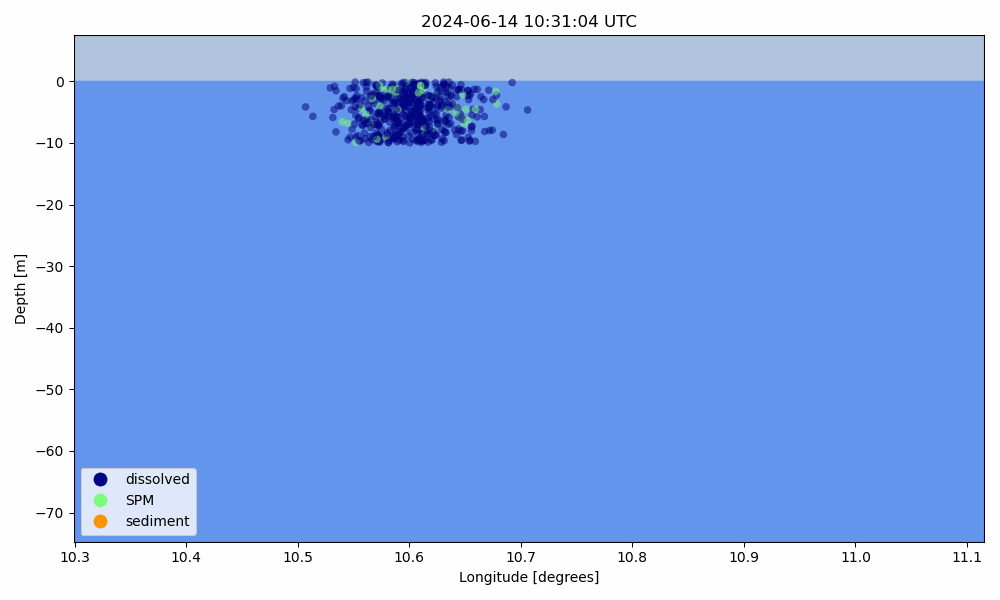 2024-06-14 10:31:04 UTC
0
−10
−20
−30
−40
−50
−60
−70
Depth [m]
dissolved
SPM
sediment
10.3 10.4 10.5 10.6 10.7 10.8 10.9 11.0 11.1
Longitude [degrees]